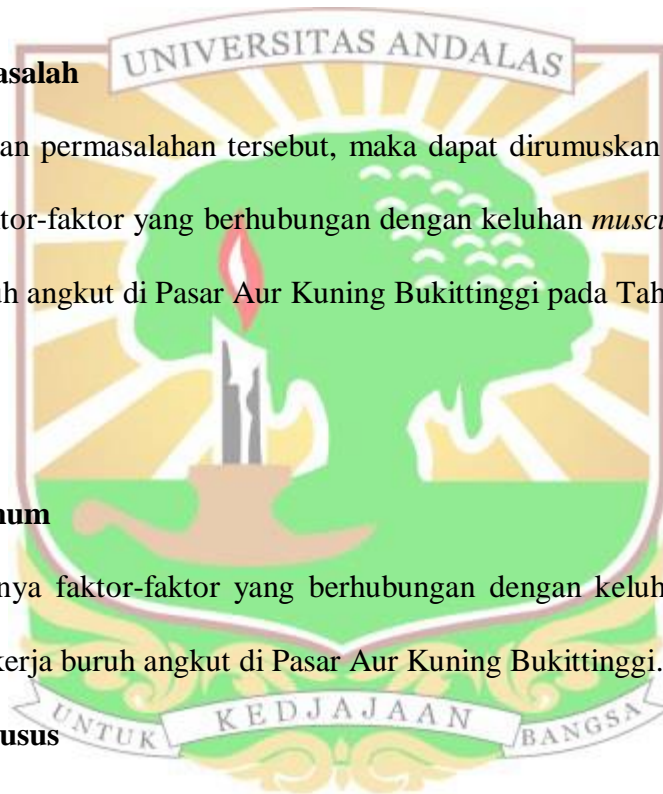 UNIVERSITAS ANDALAS
asalah
an permasalahan tersebut, maka dapat dirumuskan
ktor-faktor yang berhubungan dengan keluhan muscu
uh angkut di Pasar Aur Kuning Bukittinggi pada Tah
num
nya faktor-faktor yang berhubungan dengan keluh
kerja buruh angkut di Pasar Aur Kuning Bukittinggi.
UNTUK KEDJAJAAN BANGSA
usus